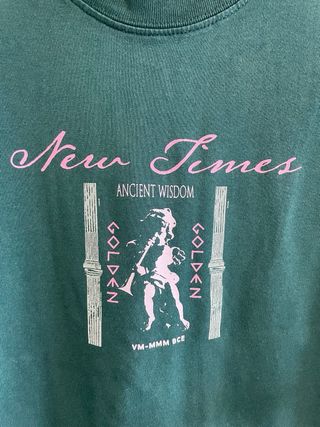 New Times
ANCIENT WISDOM
GOLDEN
GOLDEN
VM-MMM BCE